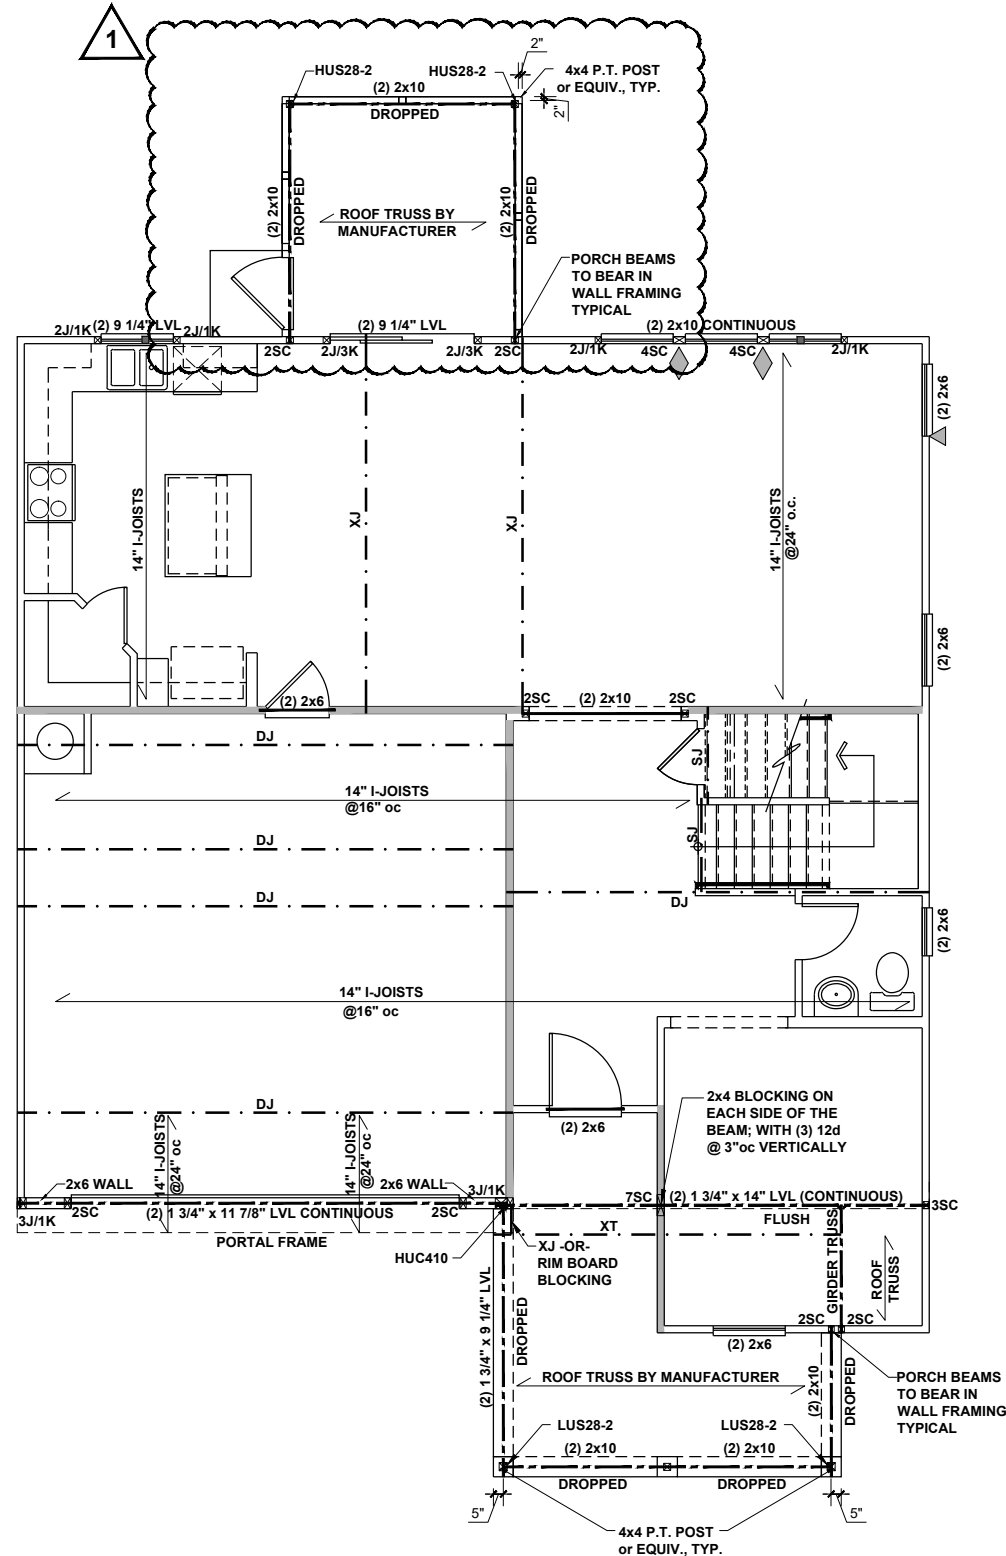 1
2"
HUS28-2
HUS28-2
4x4 P.T. POST
or EQUIV., TYP.
(2) 2x10
DROPPED
2"
(2) 2x10
DROPPED
ROOF TRUSS BY
MANUFACTURER
(2) 2x10
DROPPED
PORCH BEAMS
TO BEAR IN
WALL FRAMING
TYPICAL
2J/1K
(2) 9 1/4" LVL
2J/1K
(2) 9 1/4" LVL
(2) 2x10 CONTINUOUS
2SC
2J/3K
2J/3K
2SC
2J/1K
4SC
4SC
2J/1K
(2) 2x6
14" I-JOISTS
XJ
XJ
14" I-JOISTS
@24" o.c.
(2) 2x6
(2) 2x6
2SC
(2) 2x10
2SC
DJ
SJ
14" I-JOISTS
@16" oc
DJ
SJ
DJ
DJ
(2) 2x6
14" I-JOISTS
@16" oc
DJ
14" I-JOISTS
@24" oc
14" I-JOISTS
@24" oc
(2) 2x6
2x4 BLOCKING ON
EACH SIDE OF THE
BEAM; WITH (3) 12d
@ 3"oc VERTICALLY
2x6 WALL
2x6 WALL
3J/1K
7SC
(2) 1 3/4" x 14" LVL (CONTINUOUS)
3SC
3J/1K
2SC
(2) 1 3/4" x 11 7/8" LVL CONTINUOUS
2SC
FLUSH
XT
PORTAL FRAME
HUC410
XJ -OR-
RIM BOARD
BLOCKING
GIRDER TRUSS
ROOF
TRUSS
(2) 1 3/4" x 9 1/4" LVL
DROPPED
2SC
2SC
(2) 2x6
ROOF TRUSS BY MANUFACTURER
(2) 2x10
DROPPED
PORCH BEAMS
TO BEAR IN
WALL FRAMING
TYPICAL
LUS28-2
LUS28-2
(2) 2x10
(2) 2x10
DROPPED
DROPPED
5"
5"
4x4 P.T. POST
or EQUIV., TYP.